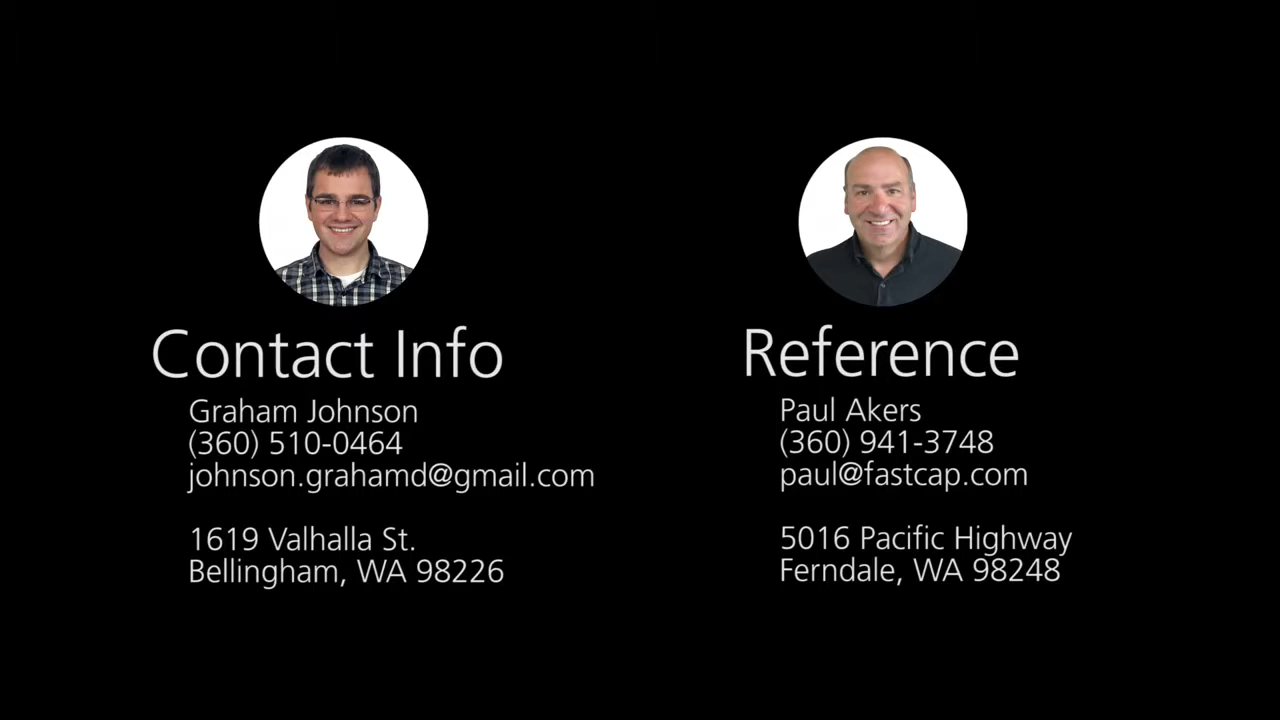 Contact Info
Graham Johnson
(360) 510-0464
johnson.grahamd@gmail.com
1619 Valhalla St.
Bellingham, WA 98226
Reference
Paul Akers
(360) 941-3748
paul@fastcap.com
5016 Pacific Highway
Ferndale, WA 98248